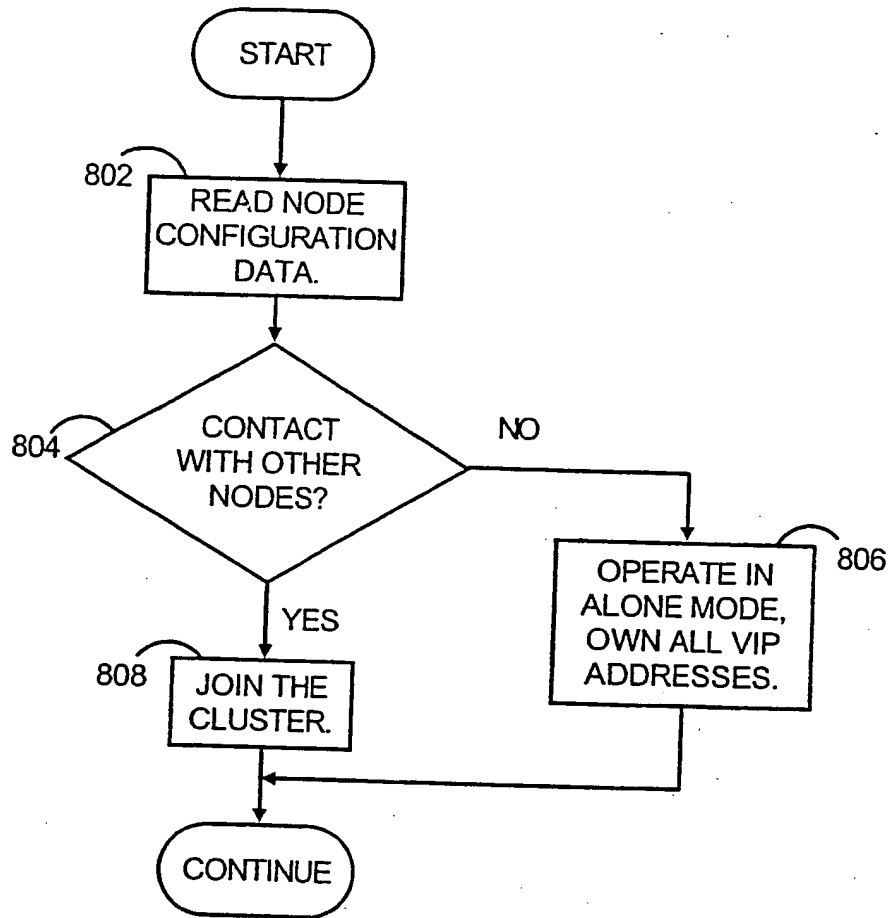 START
802
READ NODE
CONFIGURATION
DATA.
804
CONTACT
WITH OTHER
NODES?
NO
806
OPERATE IN
ALONE MODE,
OWN ALL VIP
ADDRESSES.
YES
808
JOIN THE
CLUSTER.
CONTINUE